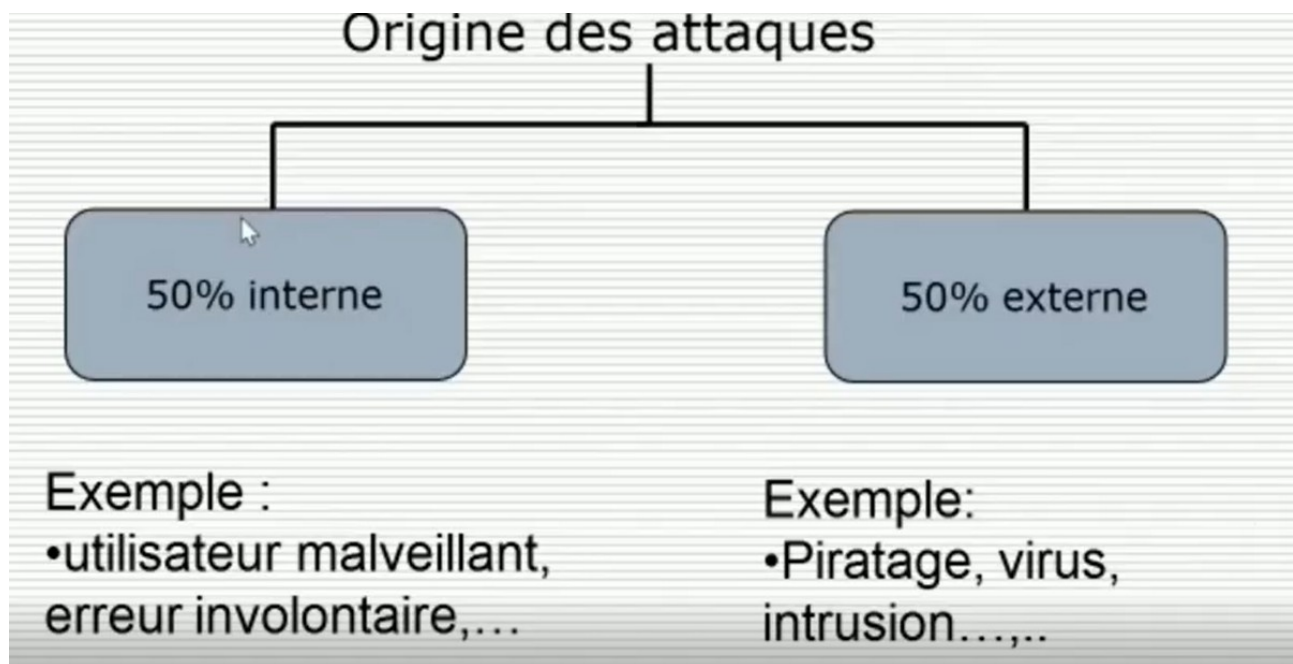 Origine des attaques
50% interne
50% externe
Exemple :
•utilisateur malveillant,
erreur involontaire,...
Exemple:
•Piratage, virus,
intrusion...,..